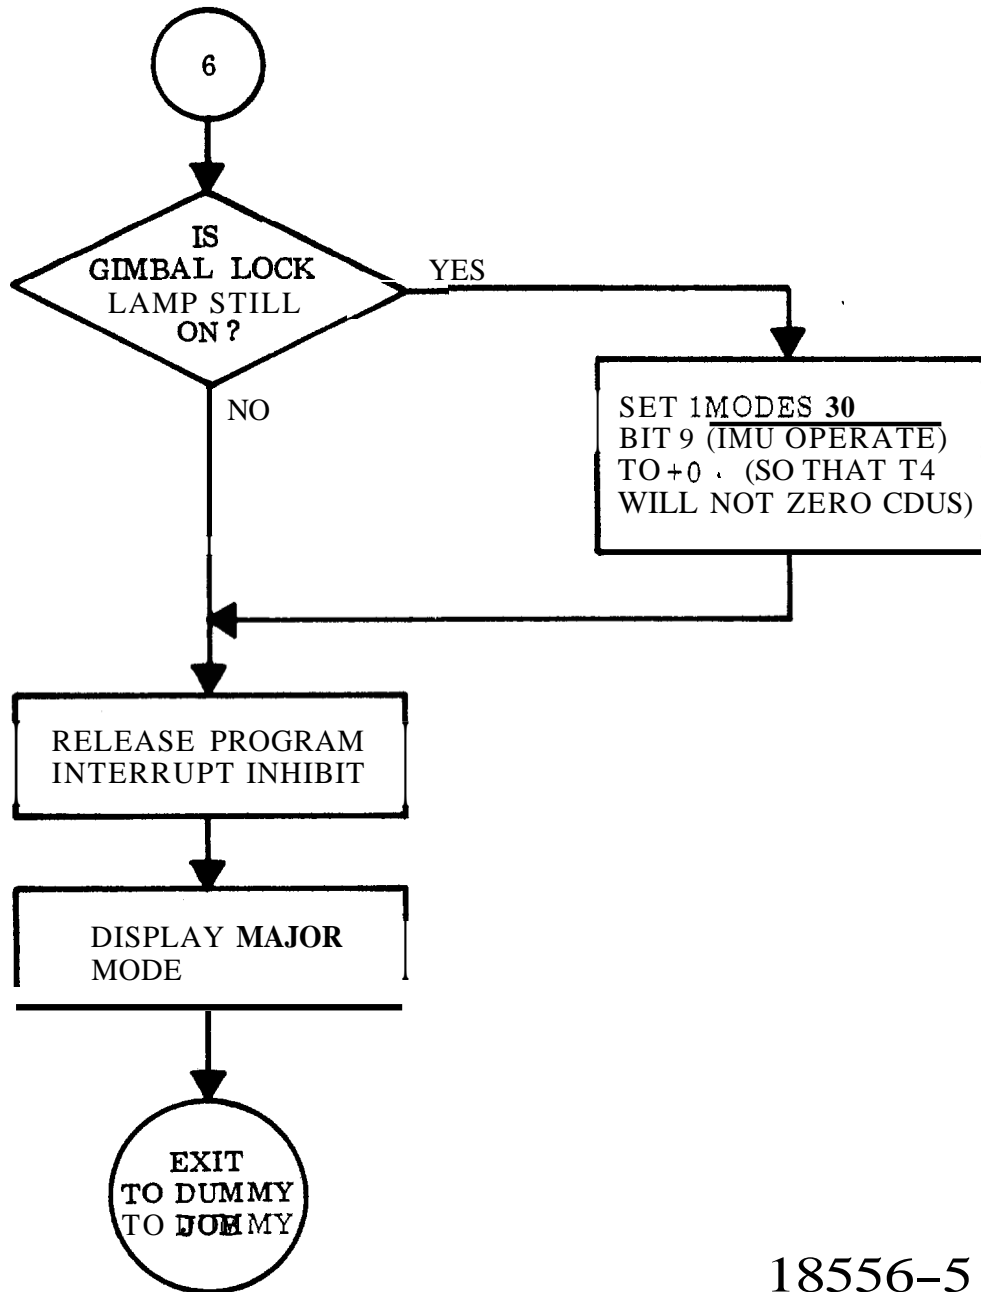 6
IS
GIMBAL LOCK
LAMP STILL
ON?
YES
NO
SET 1MODES 30
BIT 9 (IMU OPERATE)
TO +0 . (SO THAT T4
WILL NOT ZERO CDUS)
RELEASE PROGRAM
INTERRUPT INHIBIT
DISPLAY MAJOR
MODE
EXIT
TO DUMMY
18556-5